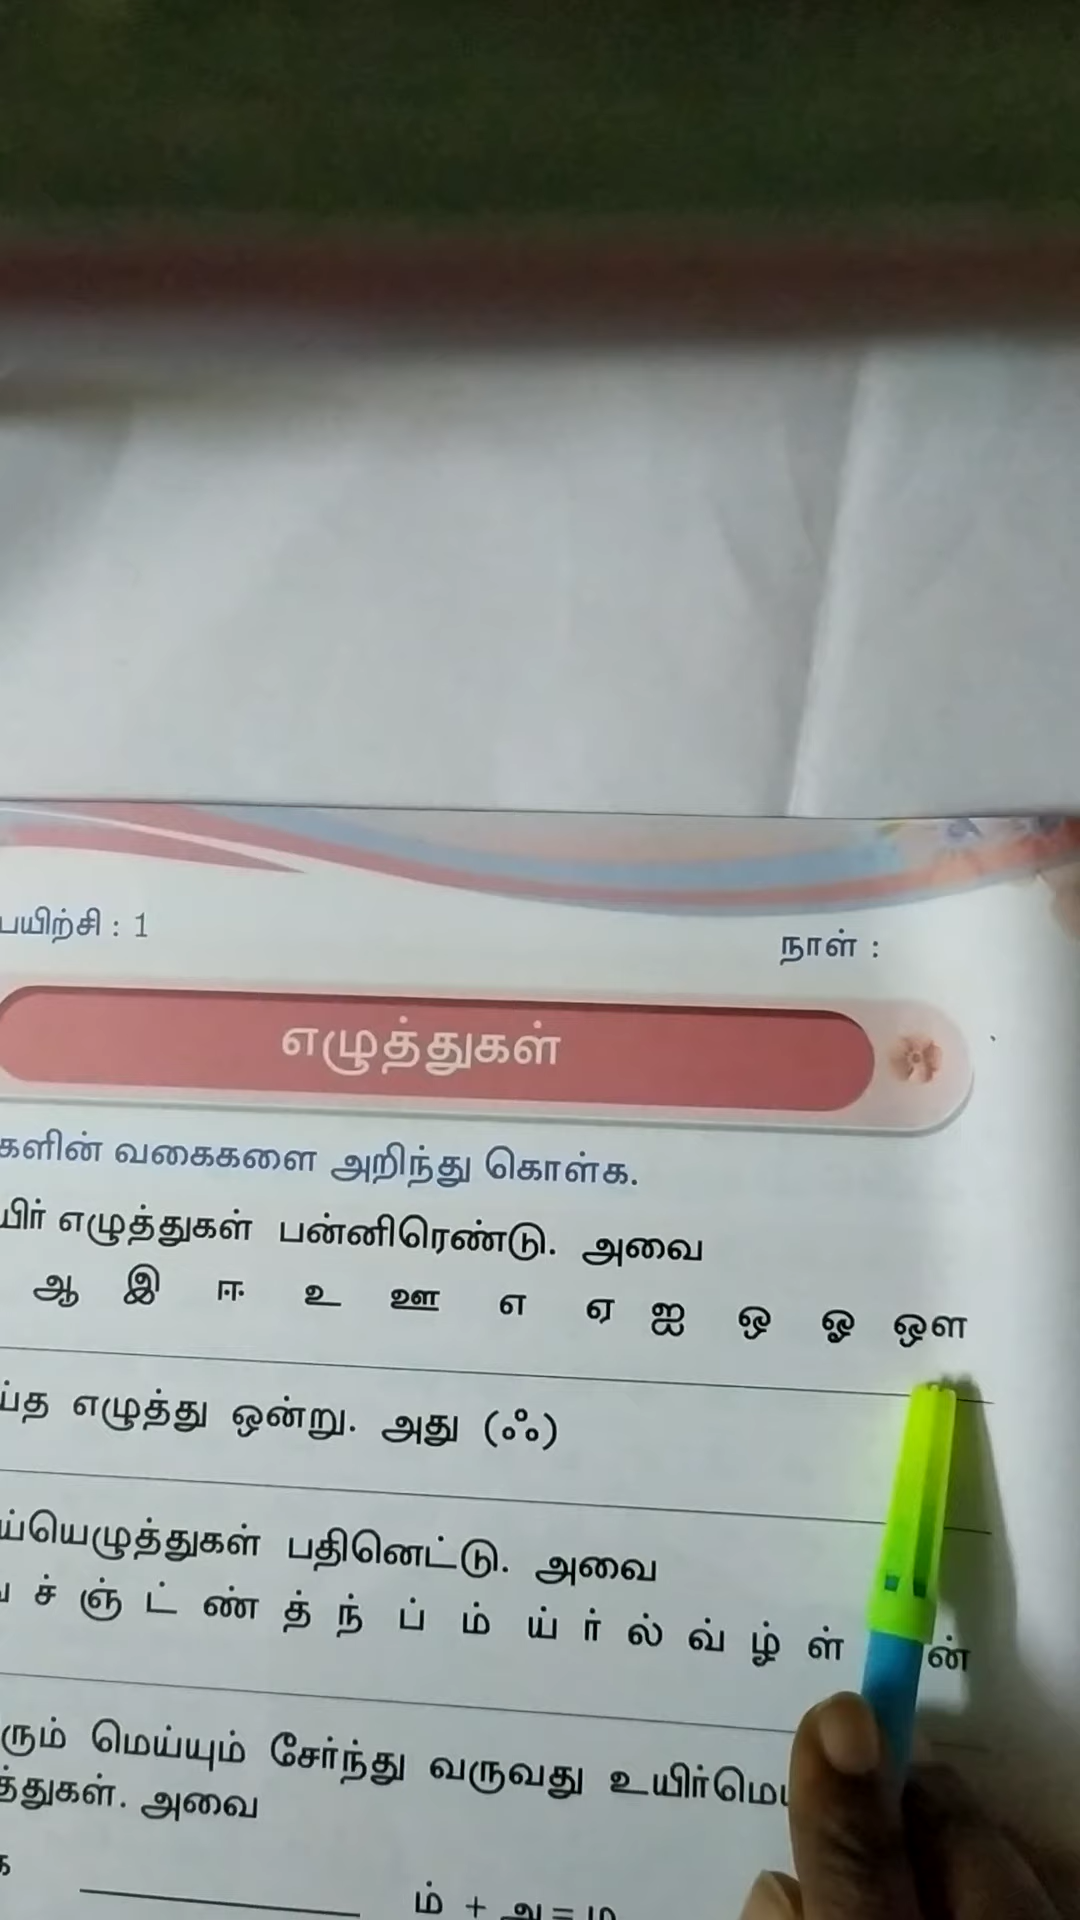 பயிற்சி : 1
நாள் :
எழுத்துகள்
களின் வகைகளை அறிந்து கொள்க.
யிர் எழுத்துகள் பன்னிரெண்டு. அவை
ஆ இ ஈ உ ஊ எ ஏ ஐ ஒ ஓ ஔ
ய்த எழுத்து ஒன்று. அது (ஃ)
ய்யெழுத்துகள் பதினெட்டு. அவை
ச் ஞ் ட் ண் த் ந் ப் ம் ய் ர் ல் வ் ழ் ள் ன்
ரும் மெய்யும் சேர்ந்து வருவது உயிர்மெ
த்துகள். அவை
ம் + அ = ம